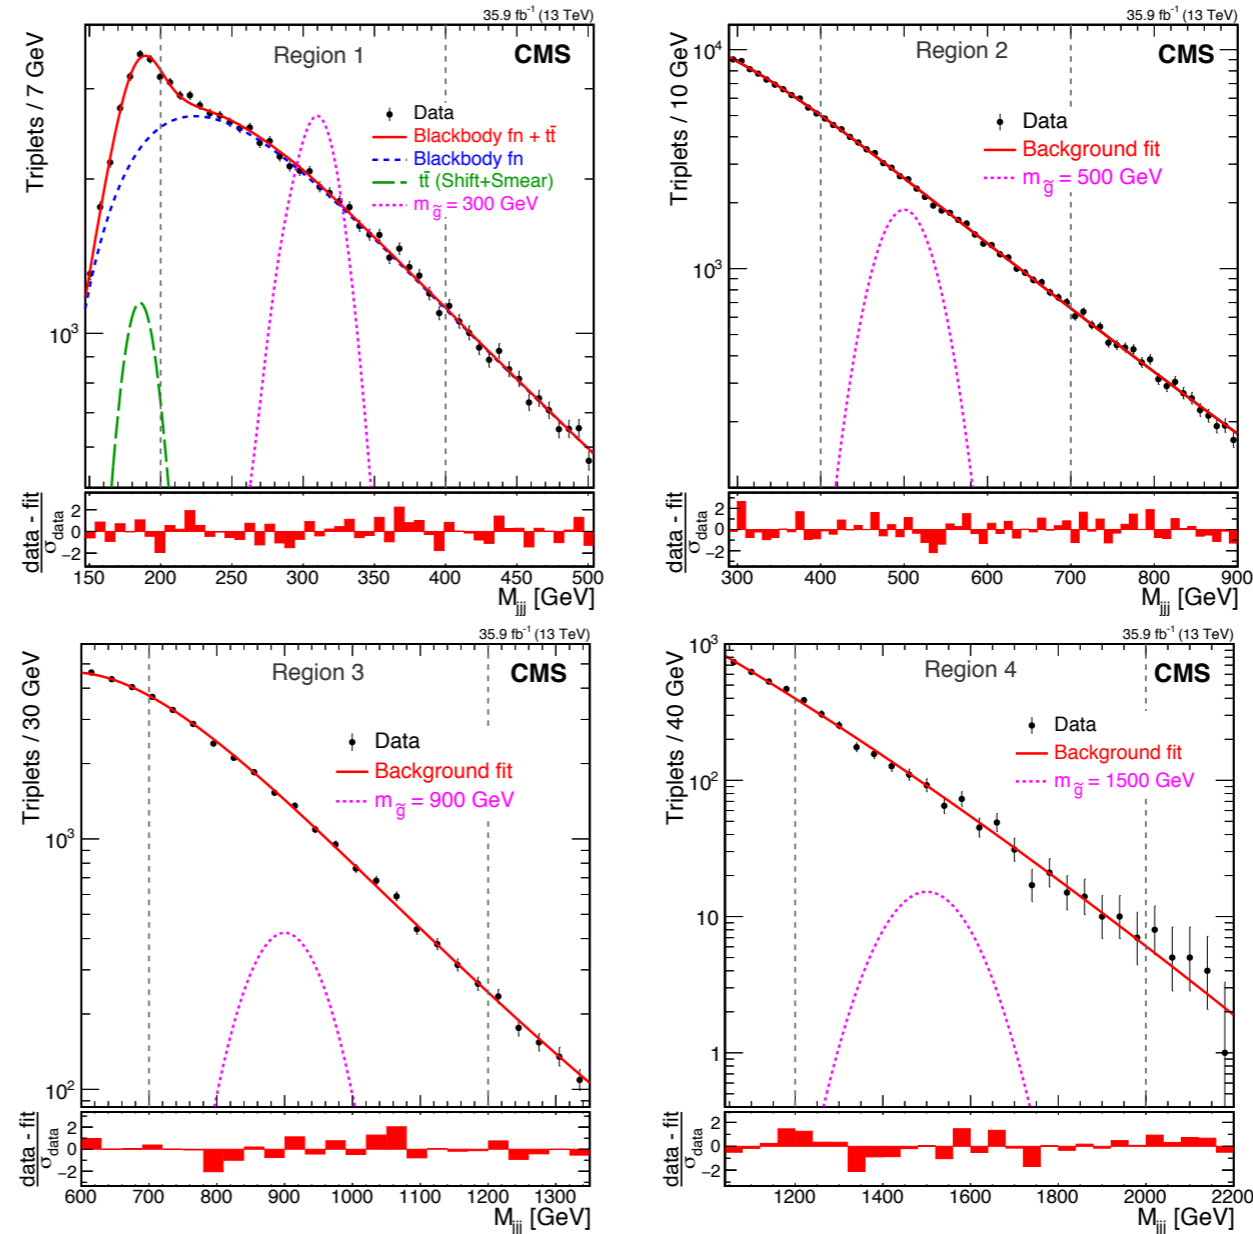 35.9 fb⁻¹ (13 TeV)
Region 1
CMS
Triplets / 7 GeV
Data
Blackbody fn + tt̄
Blackbody fn
tt̄ (Shift+Smear)
m_g̃ = 300 GeV
10³
data - fit
σ_data
2
0
−2
150 200 250 300 350 400 450 500
M_jjj [GeV]
35.9 fb⁻¹ (13 TeV)
Region 2
CMS
Triplets / 10 GeV
10⁴
Data
Background fit
m_g̃ = 500 GeV
10³
data - fit
σ_data
2
0
−2
300 400 500 600 700 800 900
M_jjj [GeV]
35.9 fb⁻¹ (13 TeV)
Region 3
CMS
Triplets / 30 GeV
Data
Background fit
m_g̃ = 900 GeV
10³
10²
data - fit
σ_data
2
0
−2
600 700 800 900 1000 1100 1200 1300
M_jjj [GeV]
35.9 fb⁻¹ (13 TeV)
Region 4
CMS
Triplets / 40 GeV
10³
Data
Background fit
m_g̃ = 1500 GeV
10²
10
1
data - fit
σ_data
2
0
−2
1200 1400 1600 1800 2000 2200
M_jjj [GeV]